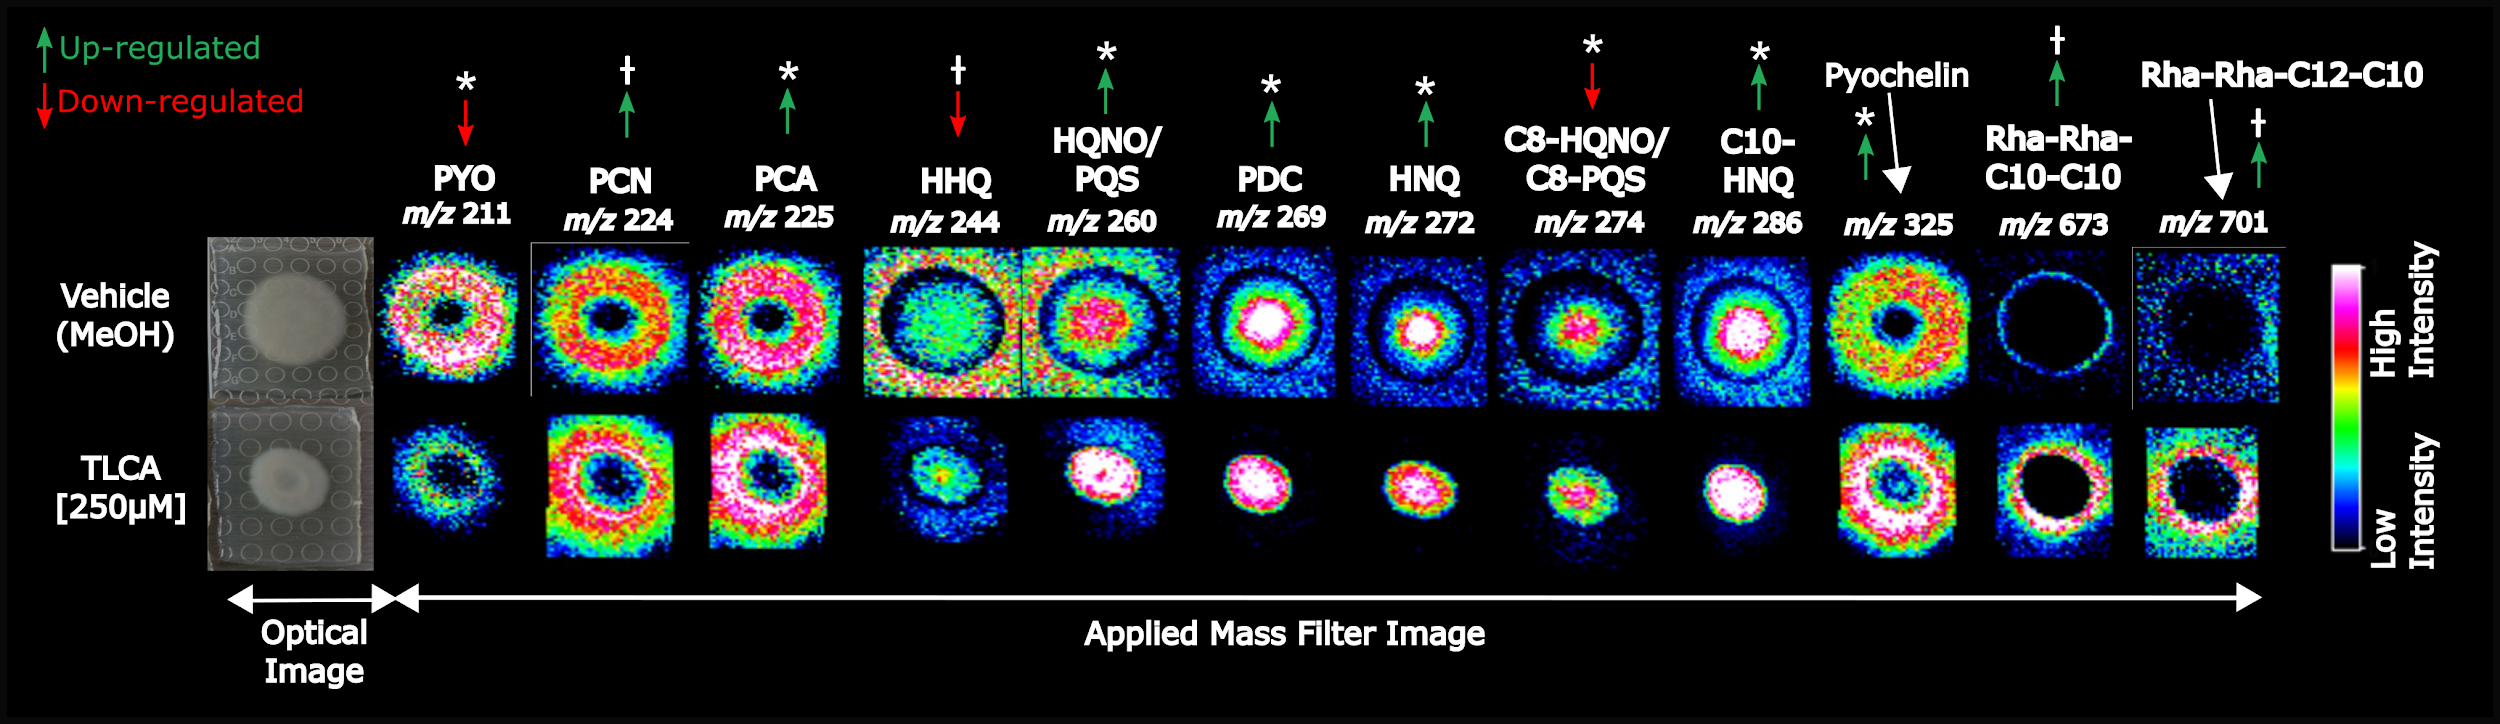 Up-regulated
Down-regulated
*
†
*
†
*
*
*
*
*
Pyochelin
*
†
Rha-Rha-C12-C10
†
PYO
m/z 211
PCN
m/z 224
PCA
m/z 225
HHQ
m/z 244
HQNO/
PQS
m/z 260
PDC
m/z 269
HNQ
m/z 272
C8-HQNO/
C8-PQS
m/z 274
C10-
HNQ
m/z 286
m/z 325
Rha-Rha-
C10-C10
m/z 673
m/z 701
Vehicle
(MeOH)
TLCA
[250µM]
High
Intensity
Low
Intensity
Optical
Image
Applied Mass Filter Image